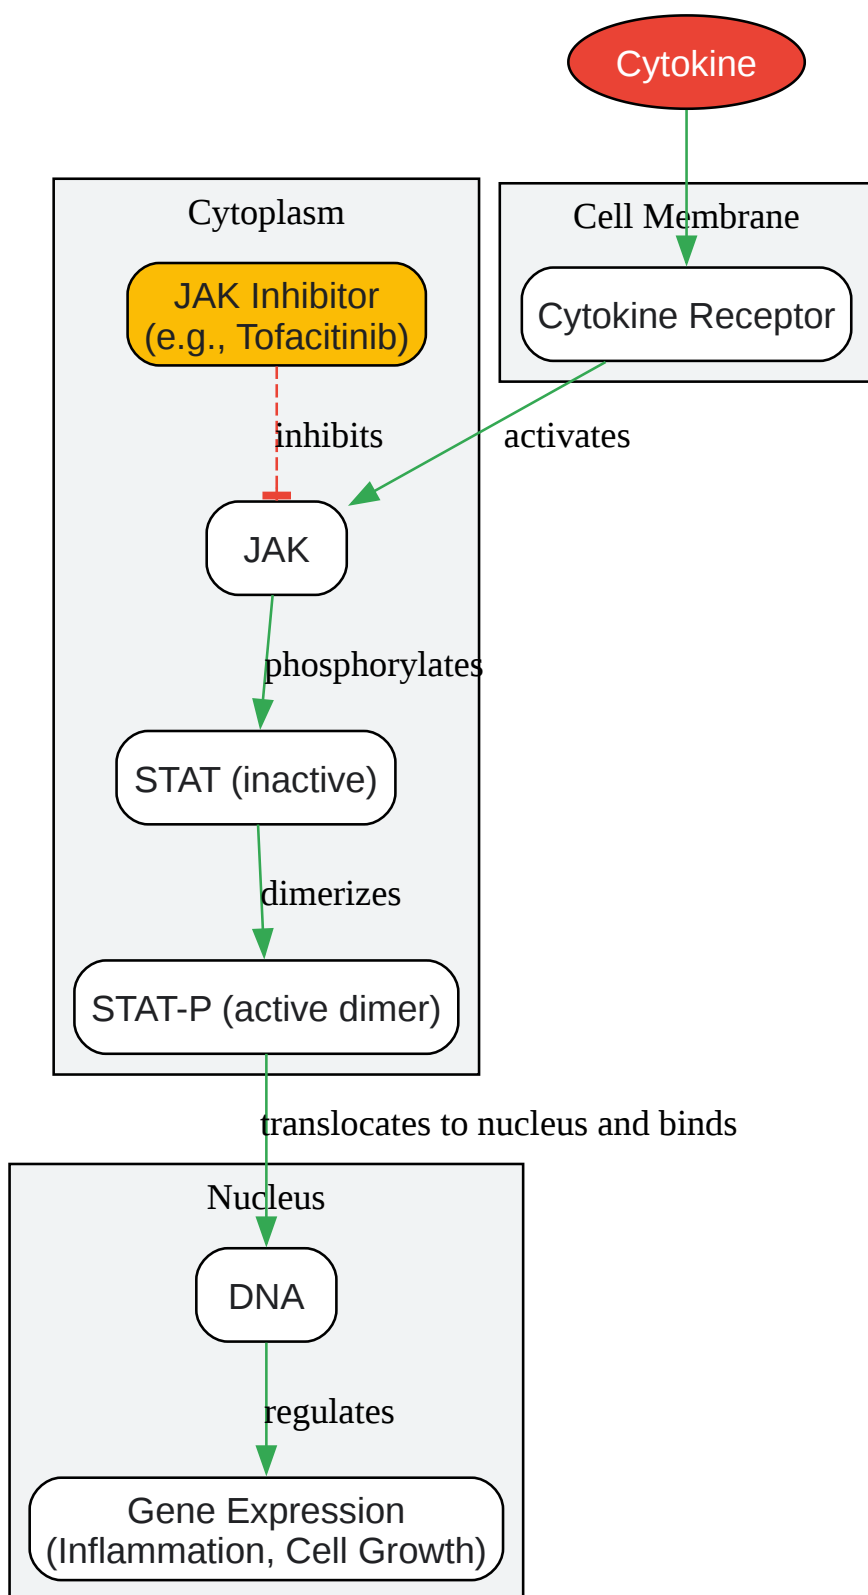 Cytokine
Cytoplasm
Cell Membrane
JAK Inhibitor
(e.g., Tofacitinib)
Cytokine Receptor
inhibits
activates
JAK
phosphorylates
STAT (inactive)
dimerizes
STAT-P (active dimer)
translocates to nucleus and binds
Nucleus
DNA
regulates
Gene Expression
(Inflammation, Cell Growth)